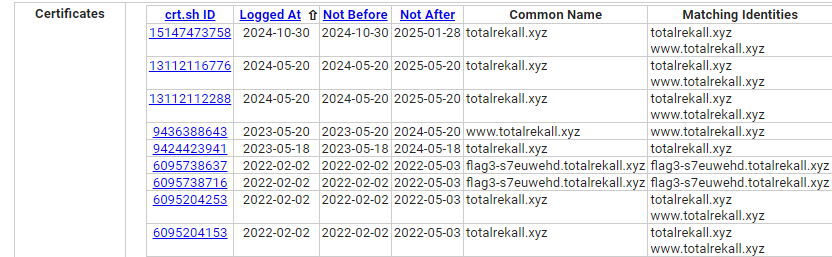 Certificates crt.sh ID Logged At ⇧ Not Before Not After Common Name Matching Identities
15147473758 2024-10-30 2024-10-30 2025-01-28 totalrekall.xyz totalrekall.xyz
www.totalrekall.xyz
13112116776 2024-05-20 2024-05-20 2025-05-20 totalrekall.xyz totalrekall.xyz
www.totalrekall.xyz
13112112288 2024-05-20 2024-05-20 2025-05-20 totalrekall.xyz totalrekall.xyz
www.totalrekall.xyz
9436388643 2023-05-20 2023-05-20 2024-05-20 www.totalrekall.xyz www.totalrekall.xyz
9424423941 2023-05-18 2023-05-18 2024-05-18 totalrekall.xyz totalrekall.xyz
6095738637 2022-02-02 2022-02-02 2022-05-03 flag3-s7euwehd.totalrekall.xyz flag3-s7euwehd.totalrekall.xyz
6095738716 2022-02-02 2022-02-02 2022-05-03 flag3-s7euwehd.totalrekall.xyz flag3-s7euwehd.totalrekall.xyz
6095204253 2022-02-02 2022-02-02 2022-05-03 totalrekall.xyz totalrekall.xyz
www.totalrekall.xyz
6095204153 2022-02-02 2022-02-02 2022-05-03 totalrekall.xyz totalrekall.xyz
www.totalrekall.xyz